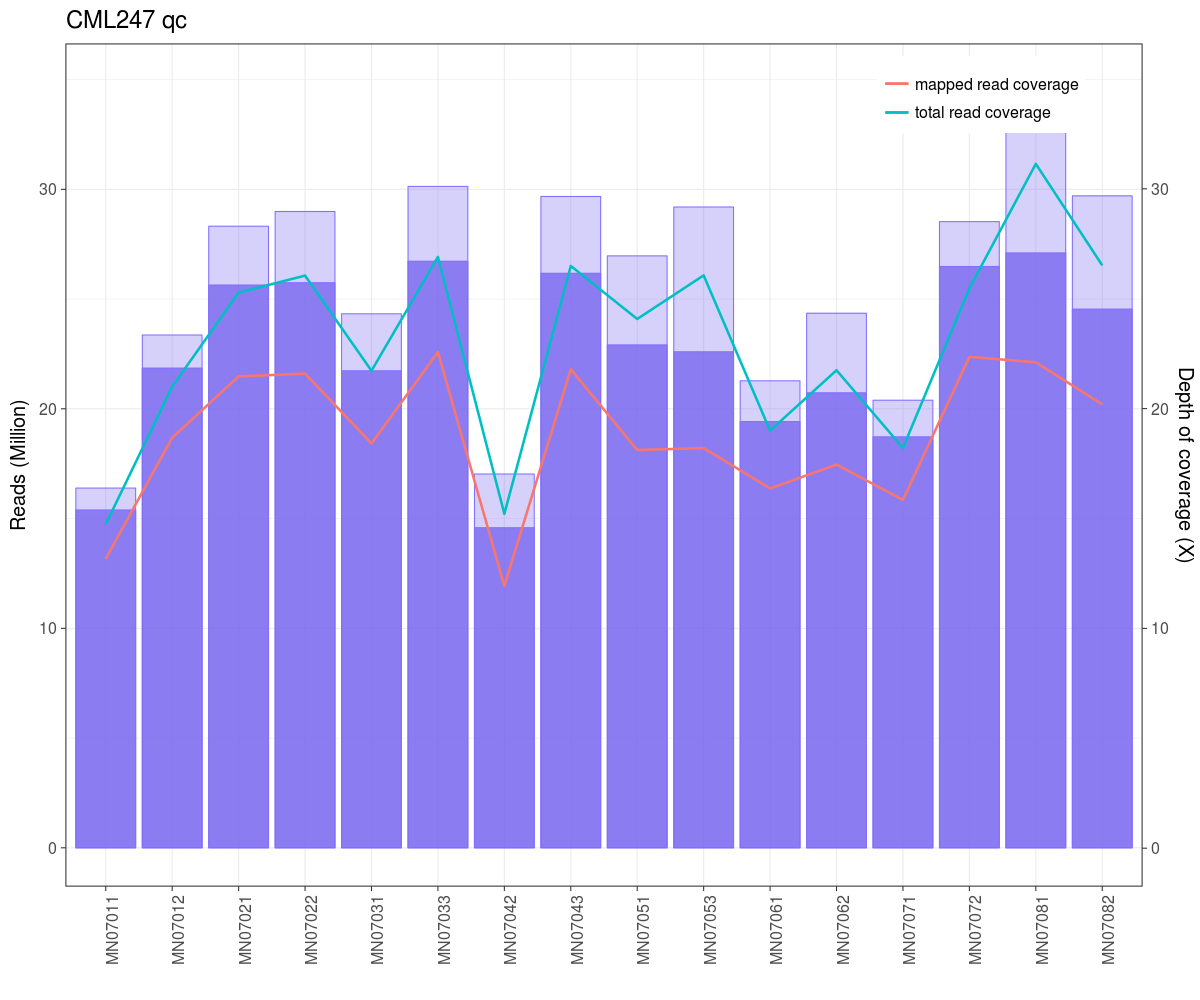 CML247 qc
mapped read coverage
total read coverage
30
20
10
0
Reads (Million)
30
20
10
0
Depth of coverage (X)
MN07011
MN07012
MN07021
MN07022
MN07031
MN07033
MN07042
MN07043
MN07051
MN07053
MN07061
MN07062
MN07071
MN07072
MN07081
MN07082